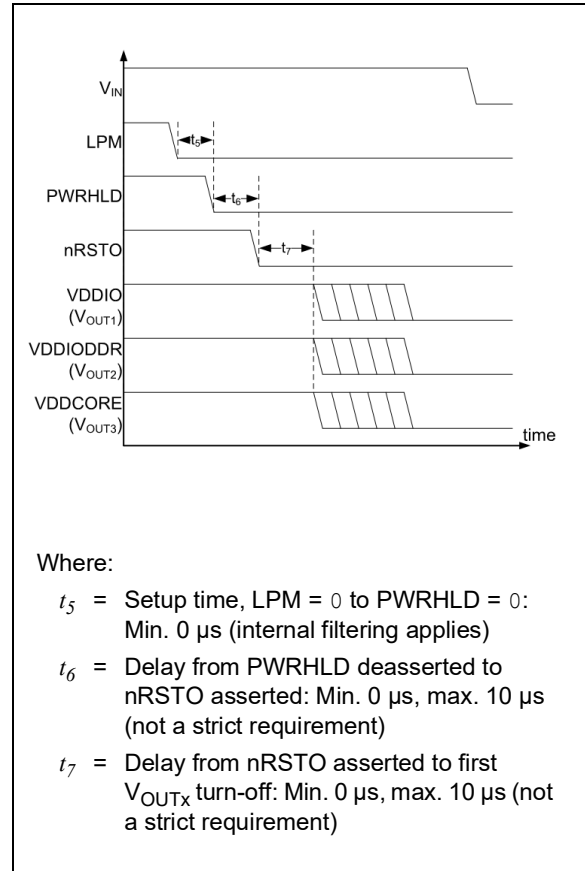 V_IN
LPM
t5
PWRHLD
t6
nRSTO
t7
VDDIO
(V_OUT1)
VDDIODDR
(V_OUT2)
VDDCORE
(V_OUT3)
time
Where:
t5 = Setup time, LPM = 0 to PWRHLD = 0:
Min. 0 µs (internal filtering applies)
t6 = Delay from PWRHLD deasserted to
nRSTO asserted: Min. 0 µs, max. 10 µs
(not a strict requirement)
t7 = Delay from nRSTO asserted to first
V_OUTx turn-off: Min. 0 µs, max. 10 µs (not
a strict requirement)